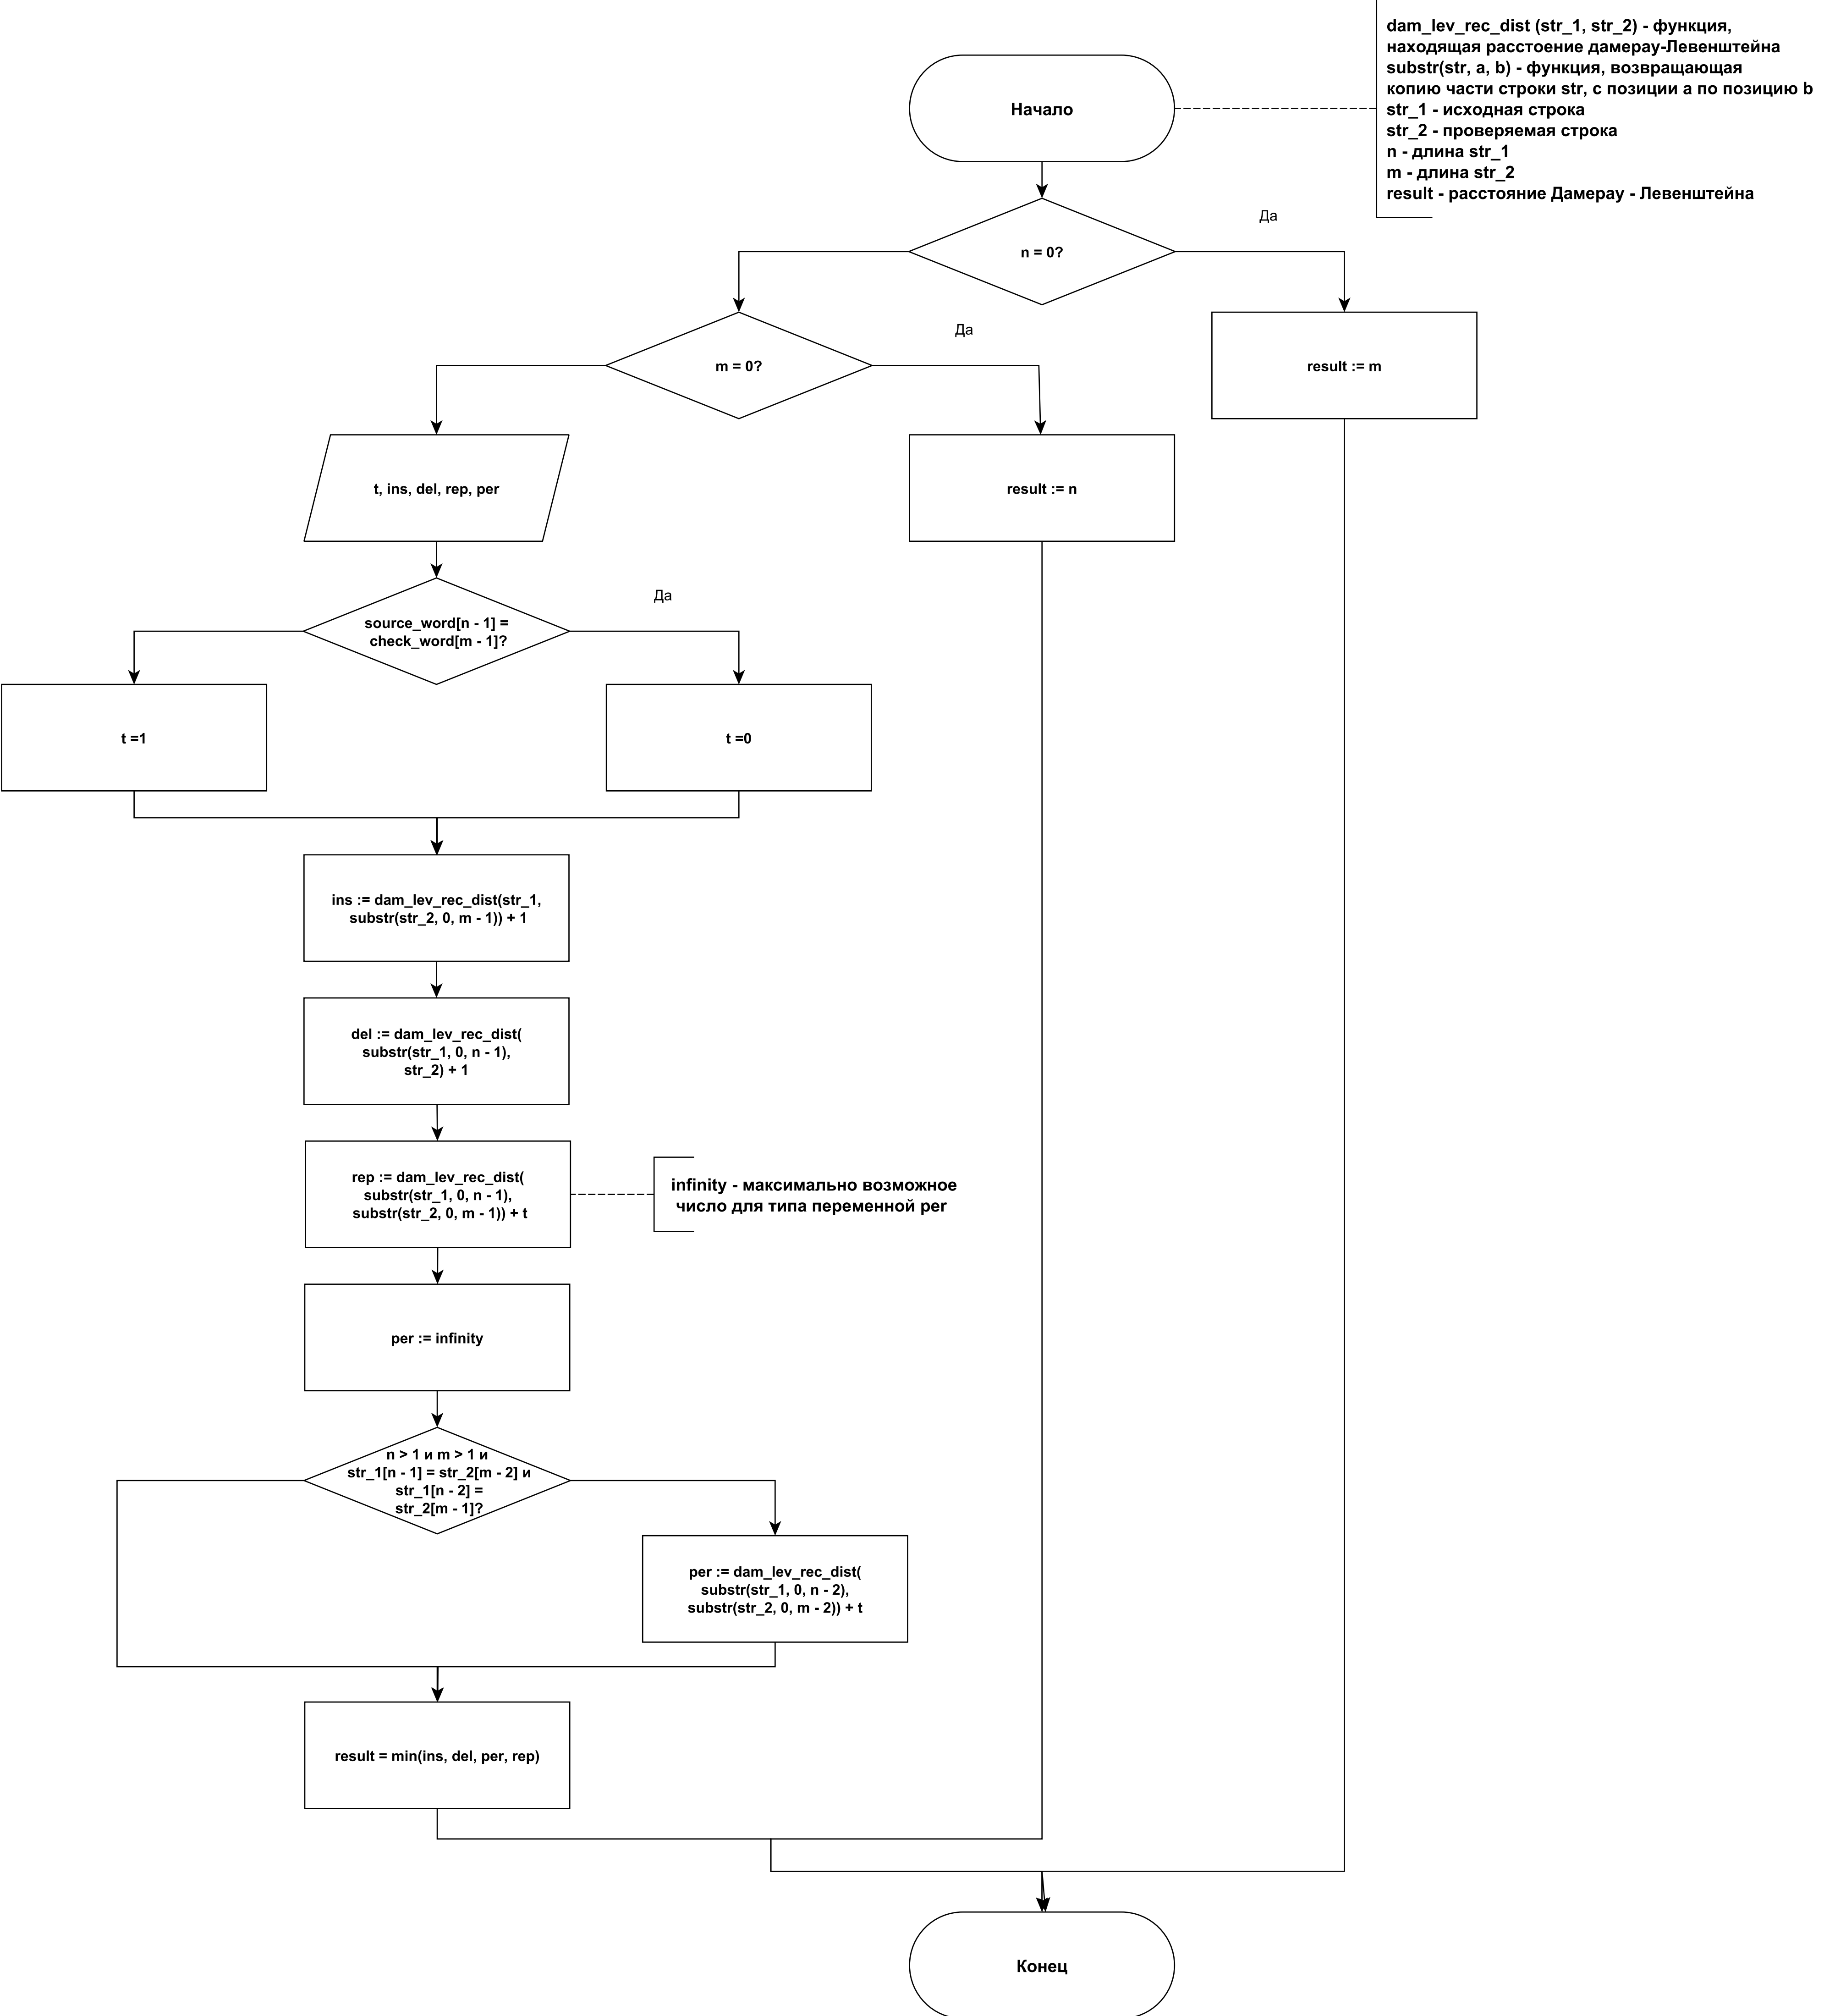 dam_lev_rec_dist (str_1, str_2) - функция,
находящая расстоение дамерау-Левенштейна
substr(str, a, b) - функция, возвращающая
копию части строки str, с позиции a по позицию b
str_1 - исходная строка
str_2 - проверяемая строка
n - длина str_1
m - длина str_2
result - расстояние Дамерау - Левенштейна
Начало
Да
n = 0?
Да
m = 0?
result := m
t, ins, del, rep, per
result := n
Да
source_word[n - 1] =
check_word[m - 1]?
t =1
t =0
ins := dam_lev_rec_dist(str_1,
substr(str_2, 0, m - 1)) + 1
del := dam_lev_rec_dist(
substr(str_1, 0, n - 1),
str_2) + 1
rep := dam_lev_rec_dist(
substr(str_1, 0, n - 1),
substr(str_2, 0, m - 1)) + t
infinity - максимально возможное
число для типа переменной per
per := infinity
n > 1 и m > 1 и
str_1[n - 1] = str_2[m - 2] и
str_1[n - 2] =
str_2[m - 1]?
per := dam_lev_rec_dist(
substr(str_1, 0, n - 2),
substr(str_2, 0, m - 2)) + t
result = min(ins, del, per, rep)
Конец